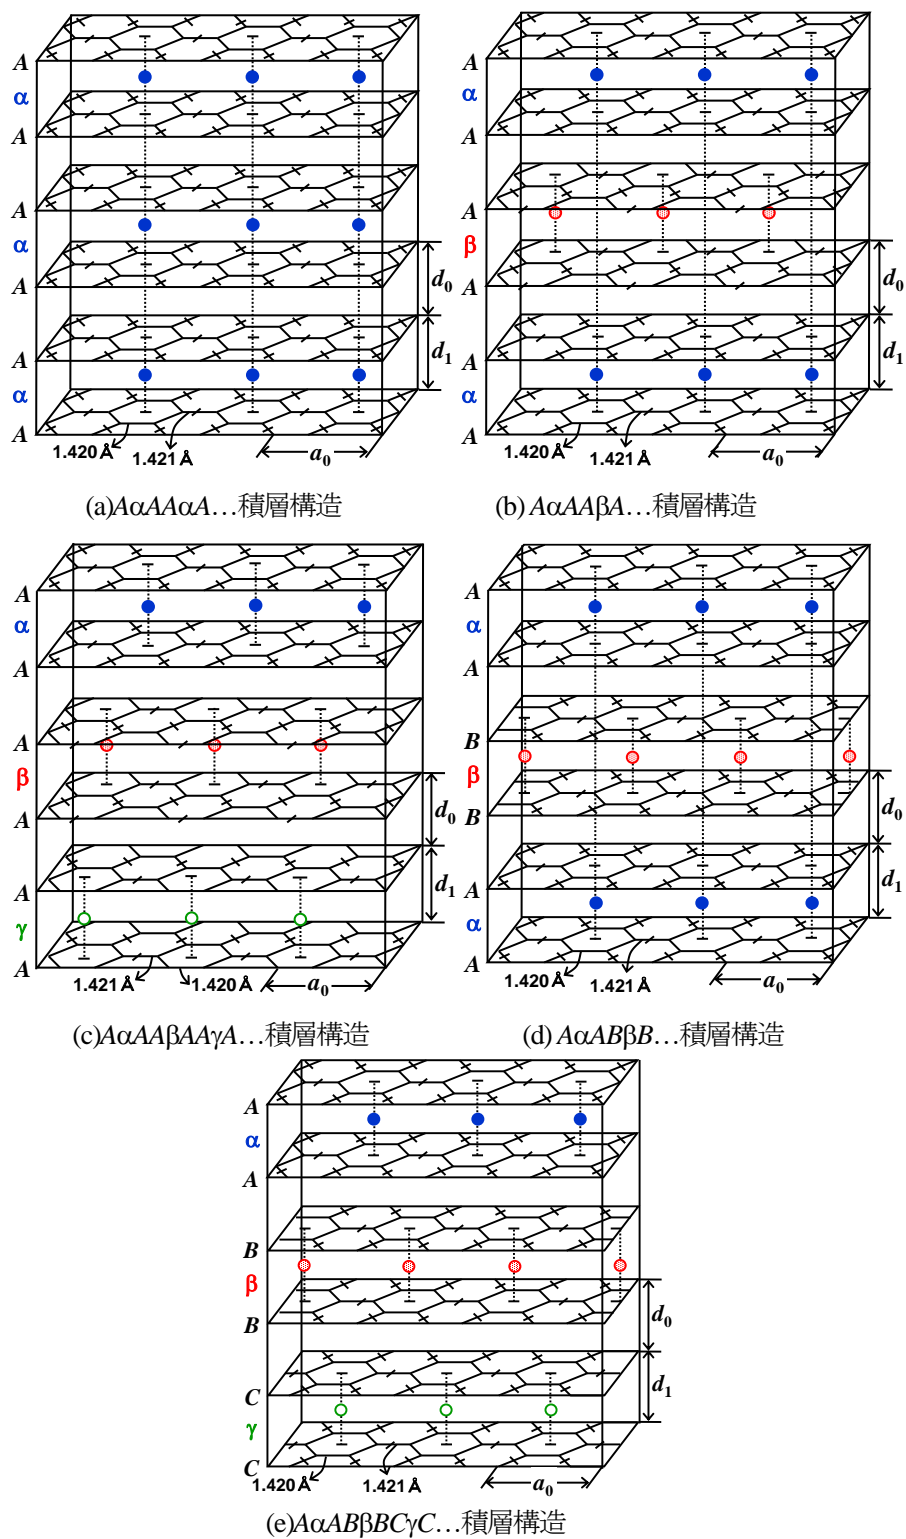 A
α
A
A
α
A
A
α
A
d₀
d₁
1.420 Å
1.421 Å
a₀
(a)AαAAαA…積層構造
A
α
A
A
β
A
A
α
A
d₀
d₁
1.420 Å
1.421 Å
a₀
(b) AαAAβA…積層構造
A
α
A
A
β
A
A
γ
A
d₀
d₁
1.421 Å
1.420 Å
a₀
(c)AαAAβAAγA…積層構造
A
α
A
B
β
B
A
α
A
d₀
d₁
1.420 Å
1.421 Å
a₀
(d) AαABβB…積層構造
A
α
A
B
β
B
C
γ
C
d₀
d₁
1.420 Å
1.421 Å
a₀
(e)AαABβBCγC…積層構造